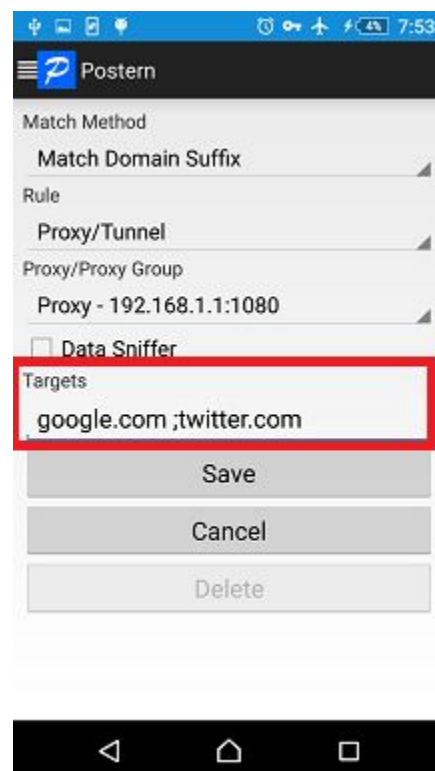 4% 7:53
Postern
Match Method
Match Domain Suffix
Rule
Proxy/Tunnel
Proxy/Proxy Group
Proxy - 192.168.1.1:1080
Data Sniffer
Targets
google.com ;twitter.com
Save
Cancel
Delete